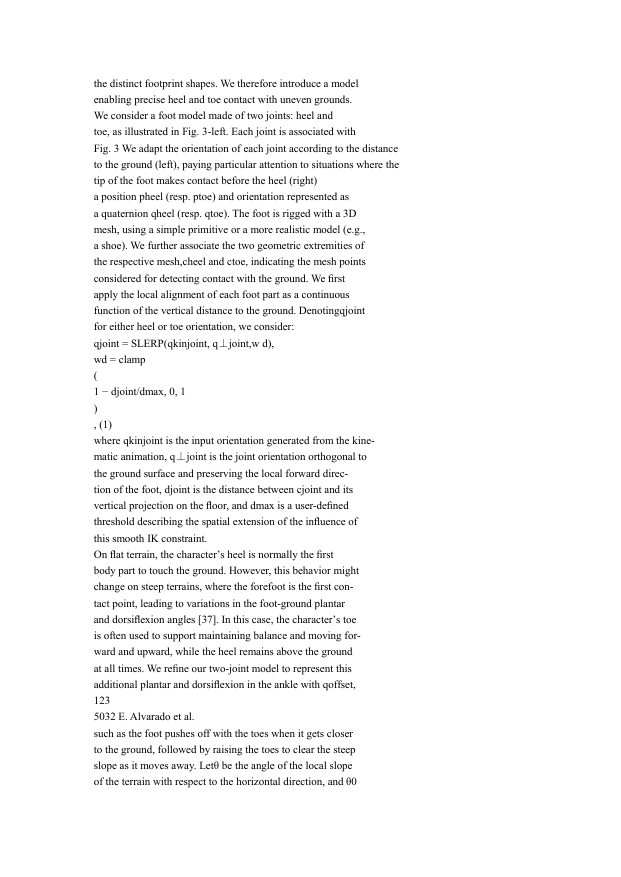 the distinct footprint shapes. We therefore introduce a model
enabling precise heel and toe contact with uneven grounds.
We consider a foot model made of two joints: heel and
toe, as illustrated in Fig. 3-left. Each joint is associated with
Fig. 3 We adapt the orientation of each joint according to the distance
to the ground (left), paying particular attention to situations where the
tip of the foot makes contact before the heel (right)
a position pheel (resp. ptoe) and orientation represented as
a quaternion qheel (resp. qtoe). The foot is rigged with a 3D
mesh, using a simple primitive or a more realistic model (e.g.,
a shoe). We further associate the two geometric extremities of
the respective mesh,cheel and ctoe, indicating the mesh points
considered for detecting contact with the ground. We first
apply the local alignment of each foot part as a continuous
function of the vertical distance to the ground. Denotingqjoint
for either heel or toe orientation, we consider:
qjoint = SLERP(qkinjoint, q⊥joint,w d),
wd = clamp
(
1 − djoint/dmax, 0, 1
)
, (1)
where qkinjoint is the input orientation generated from the kine-
matic animation, q⊥joint is the joint orientation orthogonal to
the ground surface and preserving the local forward direc-
tion of the foot, djoint is the distance between cjoint and its
vertical projection on the floor, and dmax is a user-defined
threshold describing the spatial extension of the influence of
this smooth IK constraint.
On flat terrain, the character’s heel is normally the first
body part to touch the ground. However, this behavior might
change on steep terrains, where the forefoot is the first con-
tact point, leading to variations in the foot-ground plantar
and dorsiflexion angles [37]. In this case, the character’s toe
is often used to support maintaining balance and moving for-
ward and upward, while the heel remains above the ground
at all times. We refine our two-joint model to represent this
additional plantar and dorsiflexion in the ankle with qoffset,
123
5032 E. Alvarado et al.
such as the foot pushes off with the toes when it gets closer
to the ground, followed by raising the toes to clear the steep
slope as it moves away. Letθ be the angle of the local slope
of the terrain with respect to the horizontal direction, and θ0